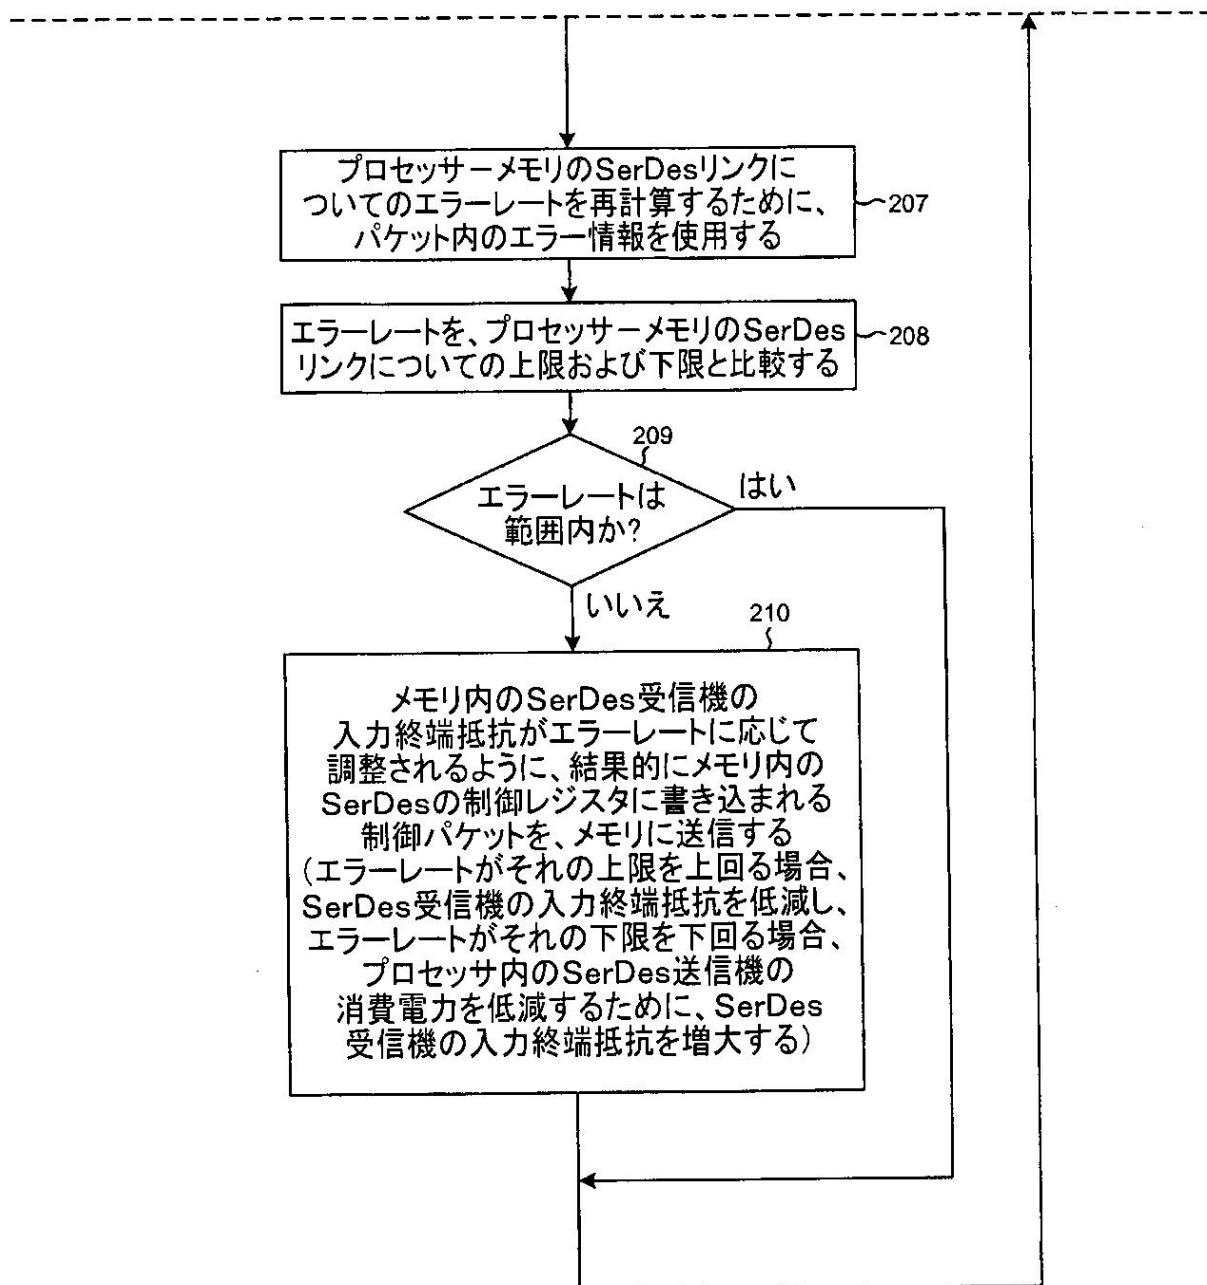 プロセッサーメモリのSerDesリンクに
ついてのエラーレートを再計算するために、
パケット内のエラー情報を使用する
207
エラーレートを、プロセッサーメモリのSerDes
リンクについての上限および下限と比較する
208
209
エラーレートは
範囲内か?
はい
いいえ
210
メモリ内のSerDes受信機の
入力終端抵抗がエラーレートに応じて
調整されるように、結果的にメモリ内の
SerDesの制御レジスタに書き込まれる
制御パケットを、メモリに送信する
(エラーレートがそれの上限を上回る場合、
SerDes受信機の入力終端抵抗を低減し、
エラーレートがそれの下限を下回る場合、
プロセッサ内のSerDes送信機の
消費電力を低減するために、SerDes
受信機の入力終端抵抗を増大する)